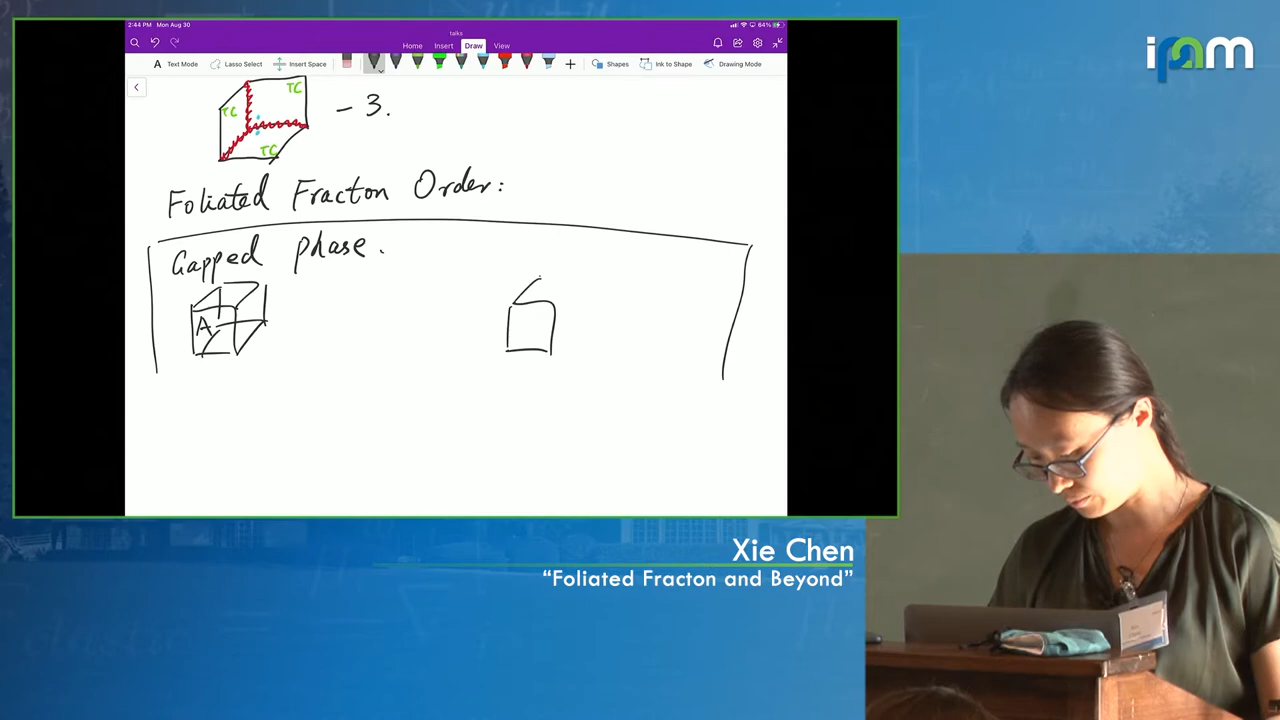 2:44 PM Mon Aug 30
talks
64%
Home Insert Draw View
Text Mode Lasso Select Insert Space Shapes Ink to Shape Drawing Mode
TC
TC
TC
- 3.
Foliated Fracton Order:
Gapped phase.
A
ipam
Xie Chen
“Foliated Fracton and Beyond”